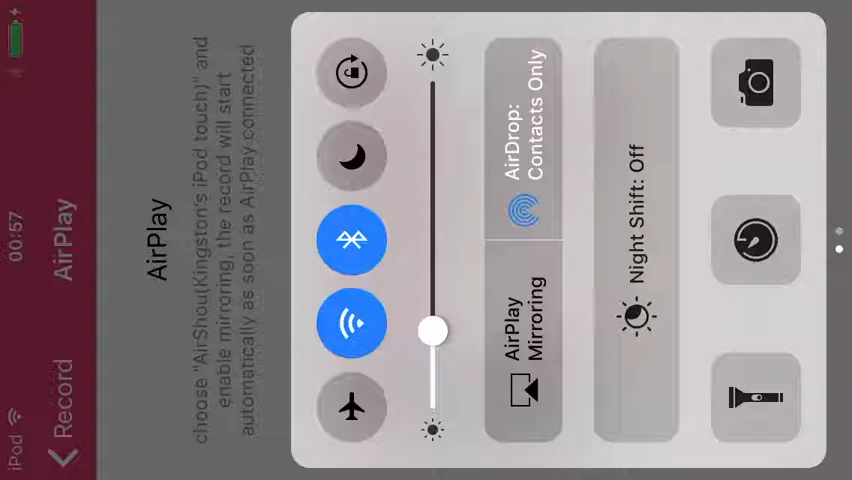 iPod
00:57
Record
AirPlay
AirPlay
choose "AirShou(Kingston's iPod touch)" and
enable mirroring, the record will start
automatically as soon as AirPlay connected
AirPlay
Mirroring
AirDrop:
Contacts Only
Night Shift: Off